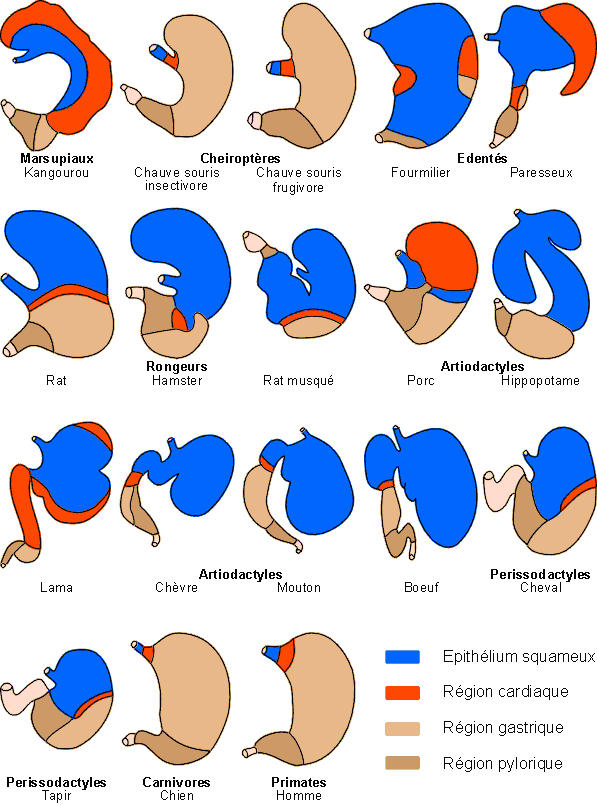 Marsupiaux
Cheiroptères
Edentés
Kangourou
Chauve souris
insectivore
Chauve souris
frugivore
Fourmilier
Paresseux
Rongeurs
Artiodactyles
Rat
Hamster
Rat musqué
Porc
Hippopotame
Artiodactyles
Perissodactyles
Lama
Chèvre
Mouton
Boeuf
Cheval
Epithélium squameux
Région cardiaque
Région gastrique
Région pylorique
Perissodactyles
Carnivores
Primates
Tapir
Chien
Homme